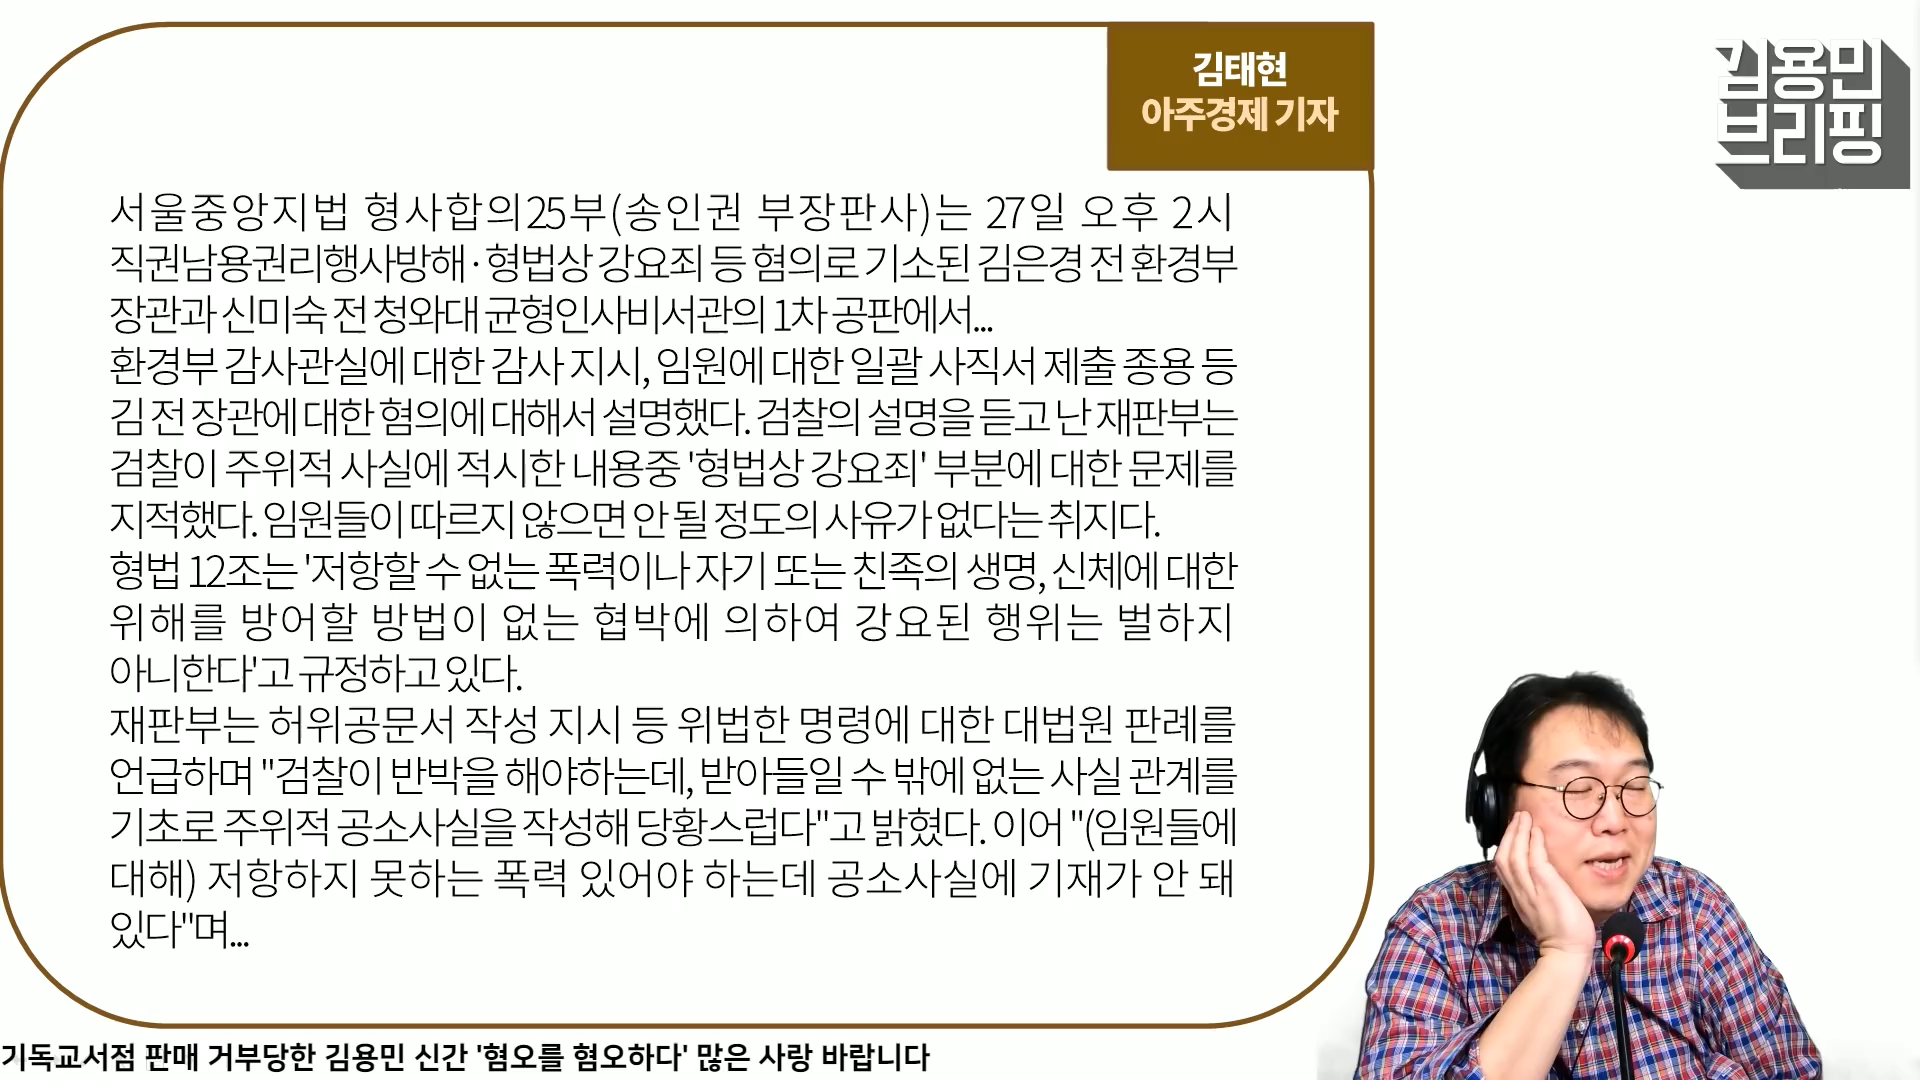 김태현
아주경제 기자
김용민
브리핑
서울중앙지법 형사합의25부(송인권 부장판사)는 27일 오후 2시
직권남용권리행사방해·형법상 강요죄 등 혐의로 기소된 김은경 전 환경부
장관과 신미숙 전 청와대 균형인사비서관의 1차 공판에서...
환경부 감사관실에 대한 감사 지시, 임원에 대한 일괄 사직서 제출 종용 등
김 전 장관에 대한 혐의에 대해서 설명했다. 검찰의 설명을 듣고 난 재판부는
검찰이 주위적 사실에 적시한 내용중 '형법상 강요죄' 부분에 대한 문제를
지적했다. 임원들이 따르지 않으면 안 될 정도의 사유가 없다는 취지다.
형법 12조는 '저항할 수 없는 폭력이나 자기 또는 친족의 생명, 신체에 대한
위해를 방어할 방법이 없는 협박에 의하여 강요된 행위는 벌하지
아니한다'고 규정하고 있다.
재판부는 허위공문서 작성 지시 등 위법한 명령에 대한 대법원 판례를
언급하며 "검찰이 반박을 해야하는데, 받아들일 수 밖에 없는 사실 관계를
기초로 주위적 공소사실을 작성해 당황스럽다"고 밝혔다. 이어 "(임원들에
대해) 저항하지 못하는 폭력 있어야 하는데 공소사실에 기재가 안 돼
있다"며...
기독교서점 판매 거부당한 김용민 신간 '혐오를 혐오하다' 많은 사랑 바랍니다